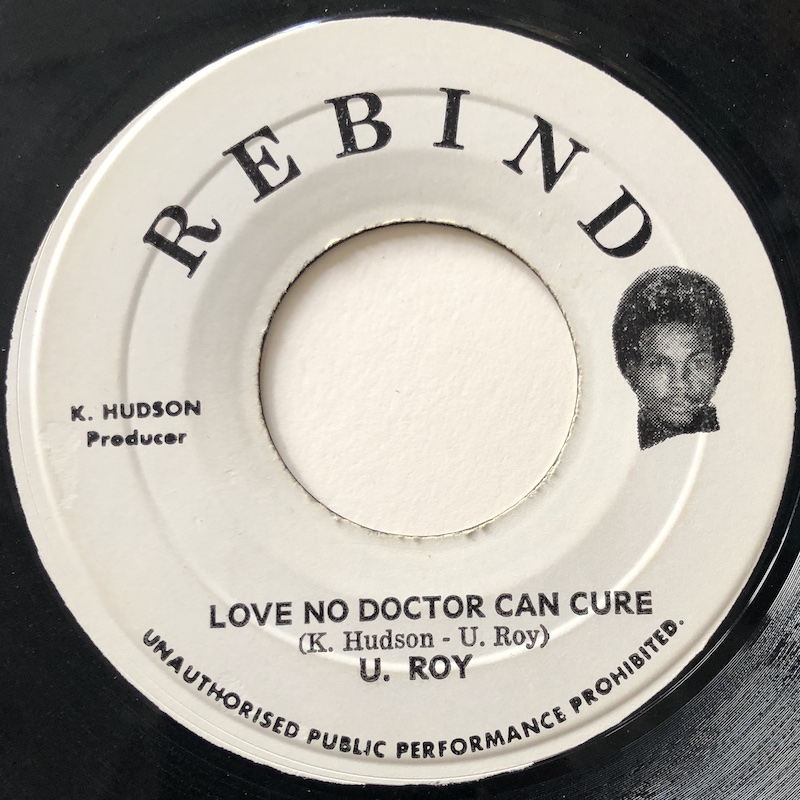 REBIND
K. HUDSON
Producer
LOVE NO DOCTOR CAN CURE
(K. Hudson - U. Roy)
U. ROY
UNAUTHORISED PUBLIC PERFORMANCE PROHIBITED.